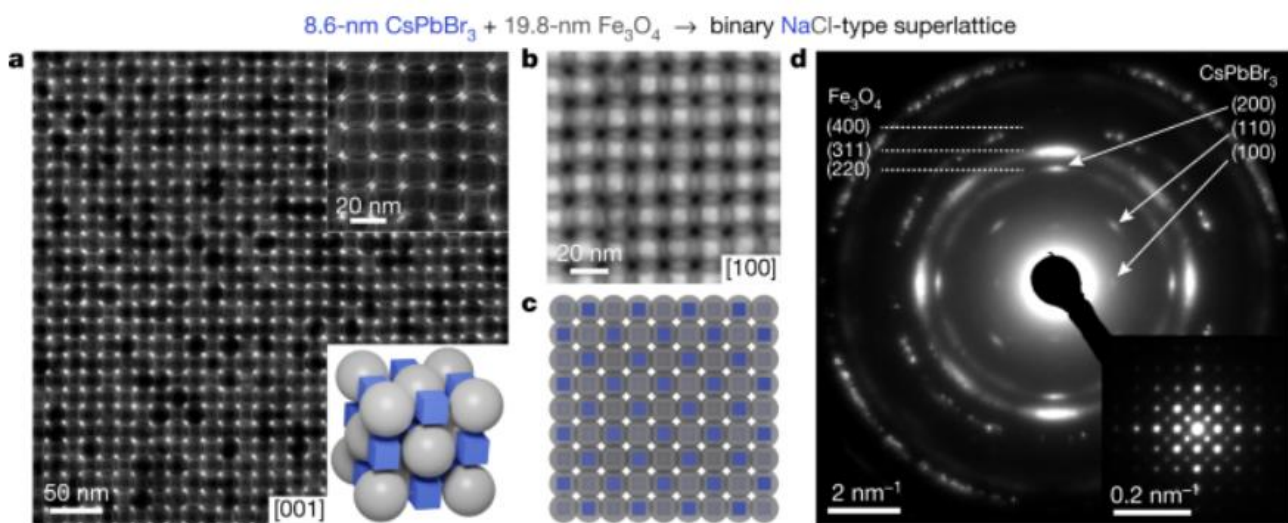 8.6-nm CsPbBr₃ + 19.8-nm Fe₃O₄ → binary NaCl-type superlattice
a
20 nm
50 nm
[001]
b
20 nm
[100]
c
d
Fe₃O₄
(400)
(311)
(220)
CsPbBr₃
(200)
(110)
(100)
2 nm⁻¹
0.2 nm⁻¹